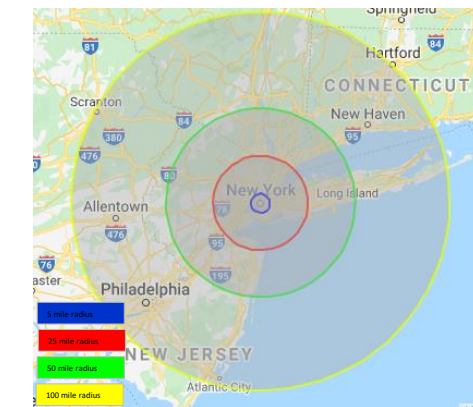 Springfield
81
84
Hartford
CONNECTICUT
Scranton
New Haven
84
380
95
476
80
New York
Long Island
78
Allentown
476
95
76
195
aster
Philadelphia
5 mile radius
25 mile radius
50 mile radius
NEW JERSEY
Atlantic City
100 mile radius